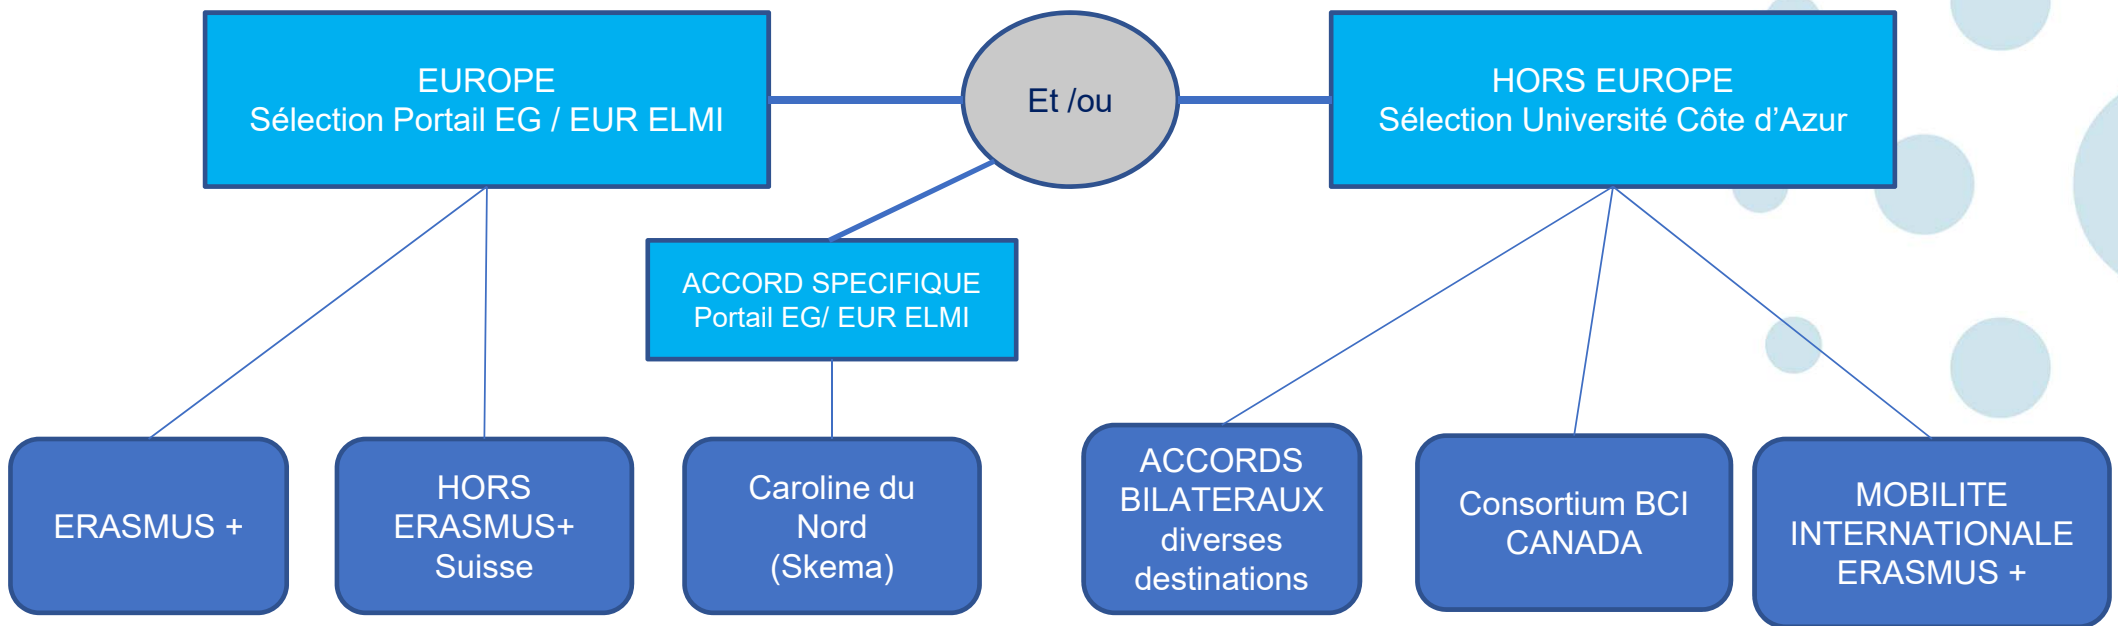 EUROPE
Sélection Portail EG / EUR ELMI
Et /ou
HORS EUROPE
Sélection Université Côte d’Azur
ACCORD SPECIFIQUE
Portail EG/ EUR ELMI
ERASMUS +
HORS
ERASMUS+
Suisse
Caroline du
Nord
(Skema)
ACCORDS
BILATERAUX
diverses
destinations
Consortium BCI
CANADA
MOBILITE
INTERNATIONALE
ERASMUS +